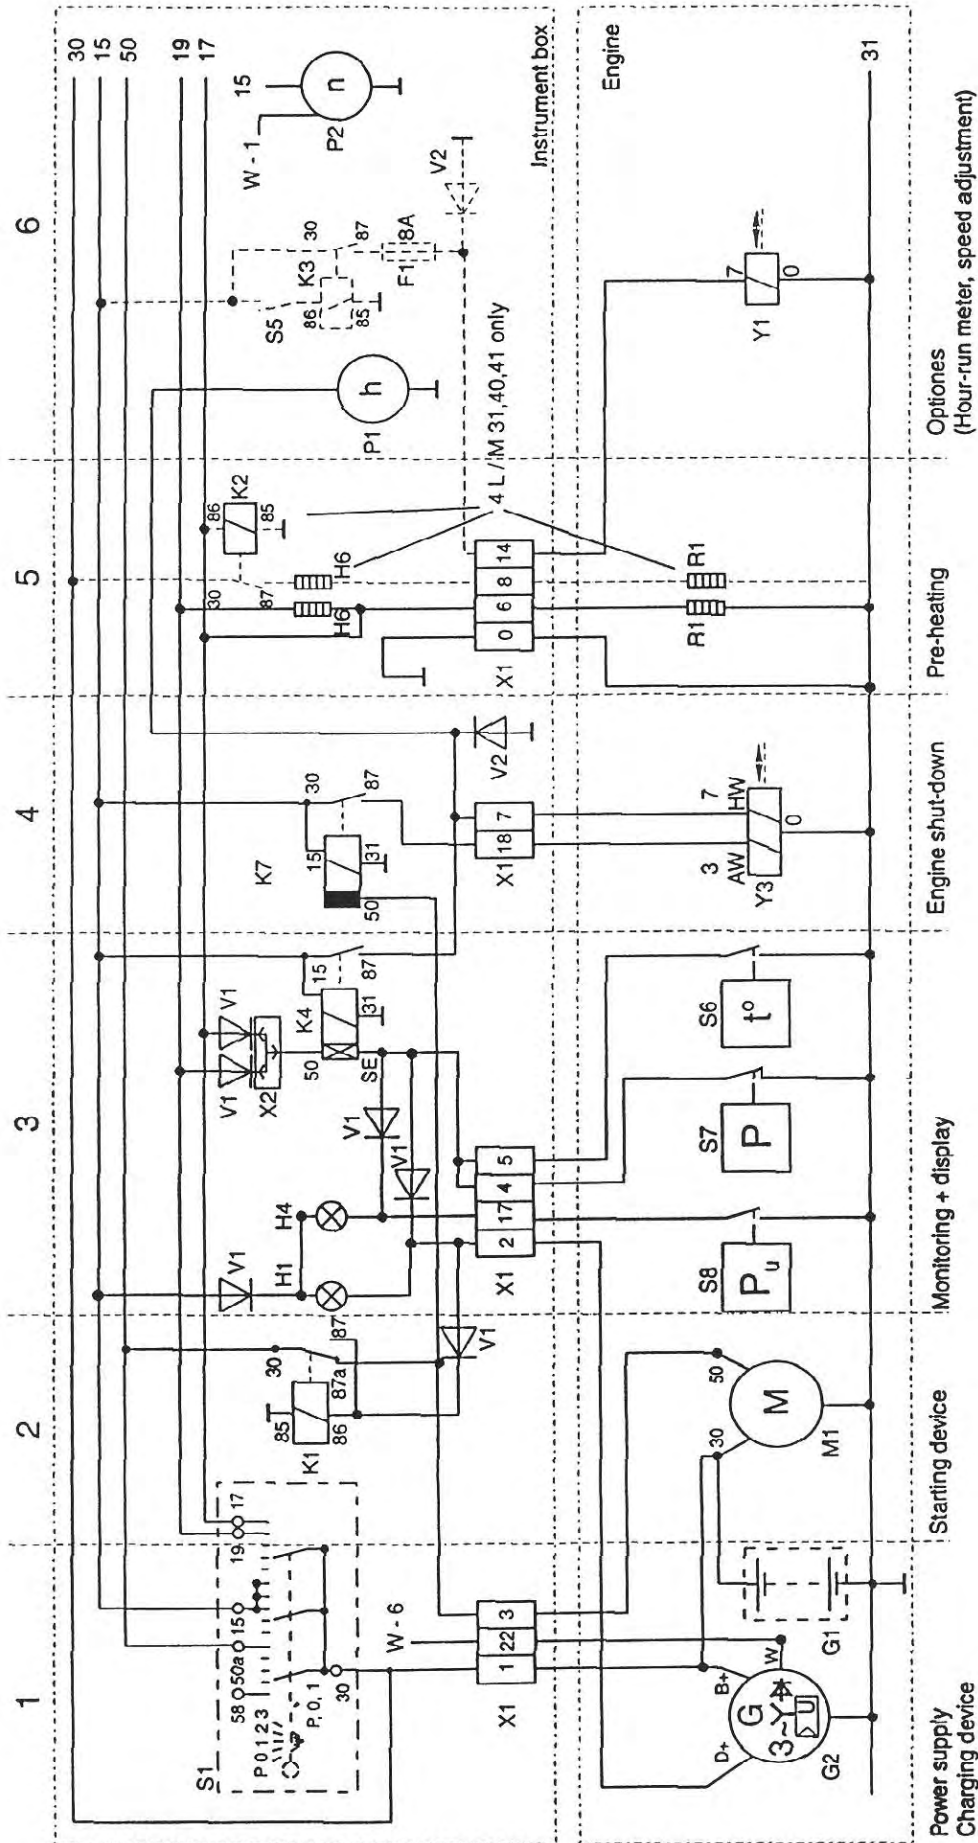 1
2
3
4
5
6
30
15
50
19
17
S1
58
50a
15
19
17
P 0 1 2 3
P, 0, 1
30
W - 6
X1
1
22
3
D+
B+
W
G
3~
U
G2
G1
K1
85
86
30
87a
87
V1
30
50
M
M1
V1
H1
H4
V1
V1
V1
V1
X2
50
K4
15
SE
31
87
X1
2
17
4
5
S8
Pu
S7
P
S6
t°
K7
15
30
50
31
87
V2
X1
18
7
3
7
AW
HW
Y3
0
30
87
86
K2
85
H6
H6
4 L / M 31,40,41 only
X1
0
6
8
14
R1
R1
P1
h
S5
86
K3
85
30
87
F1
8A
V2
W - 1
15
P2
n
7
Y1
0
Instrument box
Engine
31
Power supply
Charging device
Starting device
Monitoring + display
Engine shut-down
Pre-heating
Optiones
(Hour-run meter, speed adjustment)